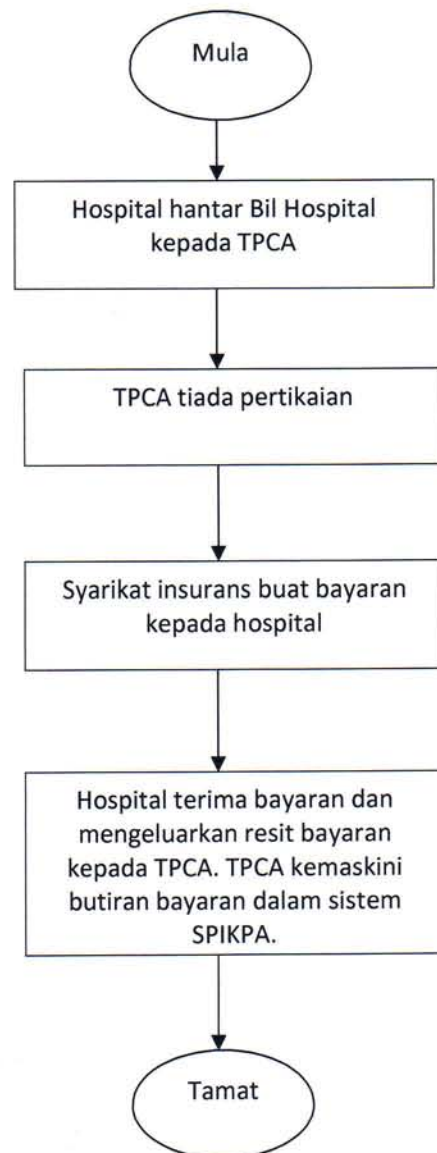 Mula
Hospital hantar Bil Hospital
kepada TPCA
TPCA tiada pertikaian
Syarikat insurans buat bayaran
kepada hospital
Hospital terima bayaran dan
mengeluarkan resit bayaran
kepada TPCA. TPCA kemaskini
butiran bayaran dalam sistem
SPIKPA.
Tamat